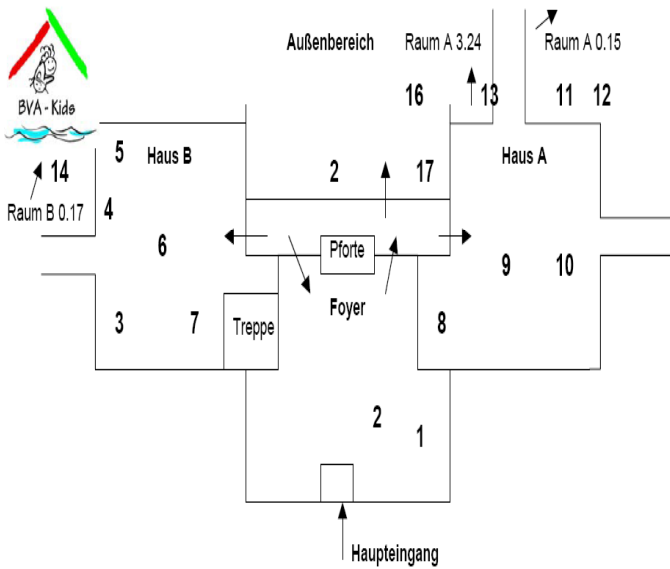 Außenbereich Raum A 3.24 Raum A 0.15
16 13 11 12
BVA - Kids
5 Haus B 2 17 Haus A
14
Raum B 0.17
4
6 Pforte 9 10
Foyer
3 7 Treppe 8
2 1
Haupteingang